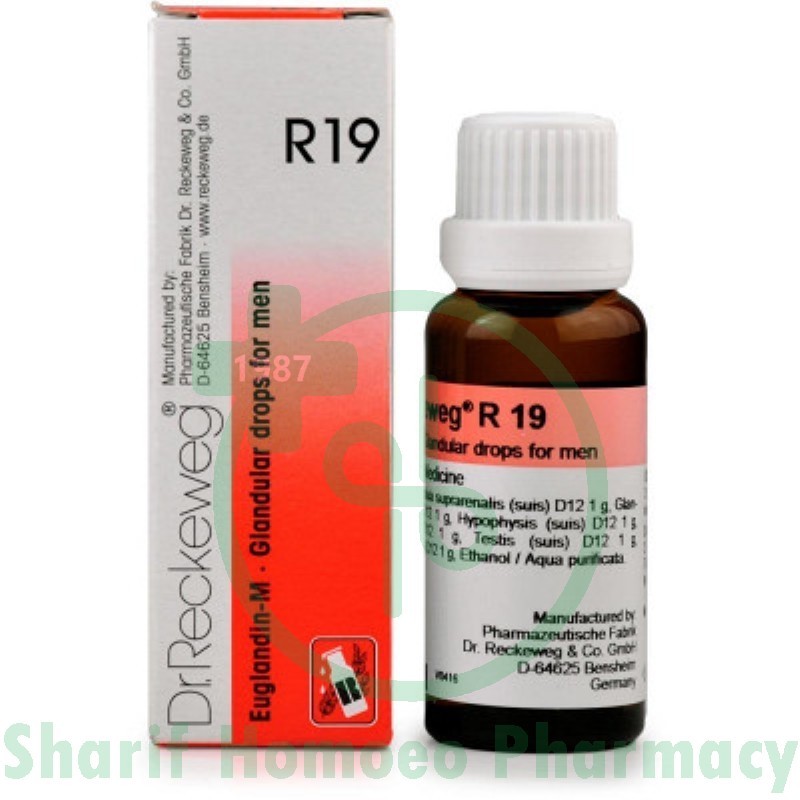 R19
Manufactured by:
Pharmazeutische Fabrik Dr. Reckeweg & Co. GmbH
D-64625 Bensheim - www.reckeweg.de
Dr.Reckeweg®
Euglandin-M · Glandular drops for men
1987
R
eweg® R 19
landular drops for men
edicine
suprarenalis (suis) D12 1 g, Glan-
1 g, Hypophysis (suis) D12 1 g
1 g, Testis (suis) D12 1 g
D12 1 g, Ethanol / Aqua purificata.
Manufactured by
Pharmazeutische Fabrik
Dr. Reckeweg & Co. GmbH
D-64625 Bensheim
Germany
Sharif Homoeo Pharmacy